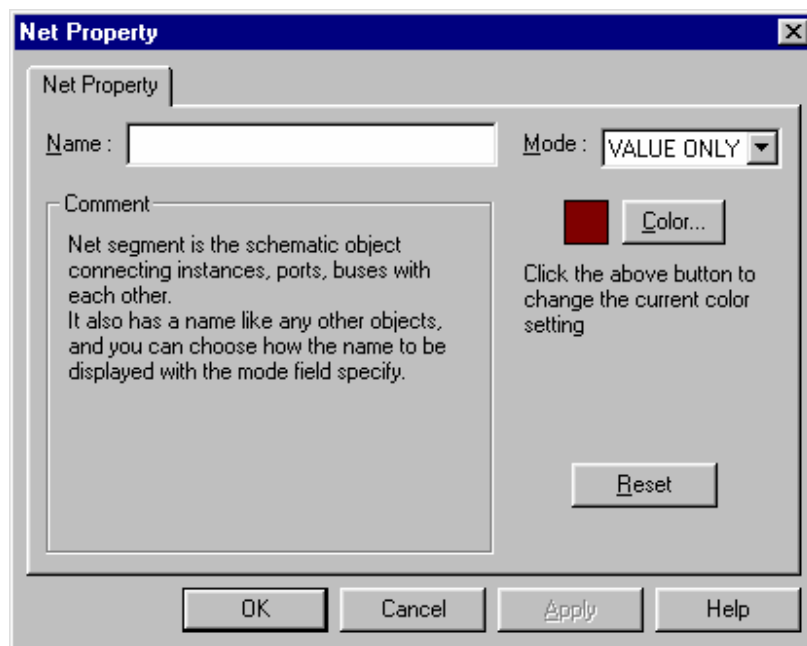 Net Property
Net Property
Name :
Mode : VALUE ONLY
Comment
Net segment is the schematic object
connecting instances, ports, buses with
each other.
It also has a name like any other objects,
and you can choose how the name to be
displayed with the mode field specify.
Color...
Click the above button to
change the current color
setting
Reset
OK
Cancel
Apply
Help